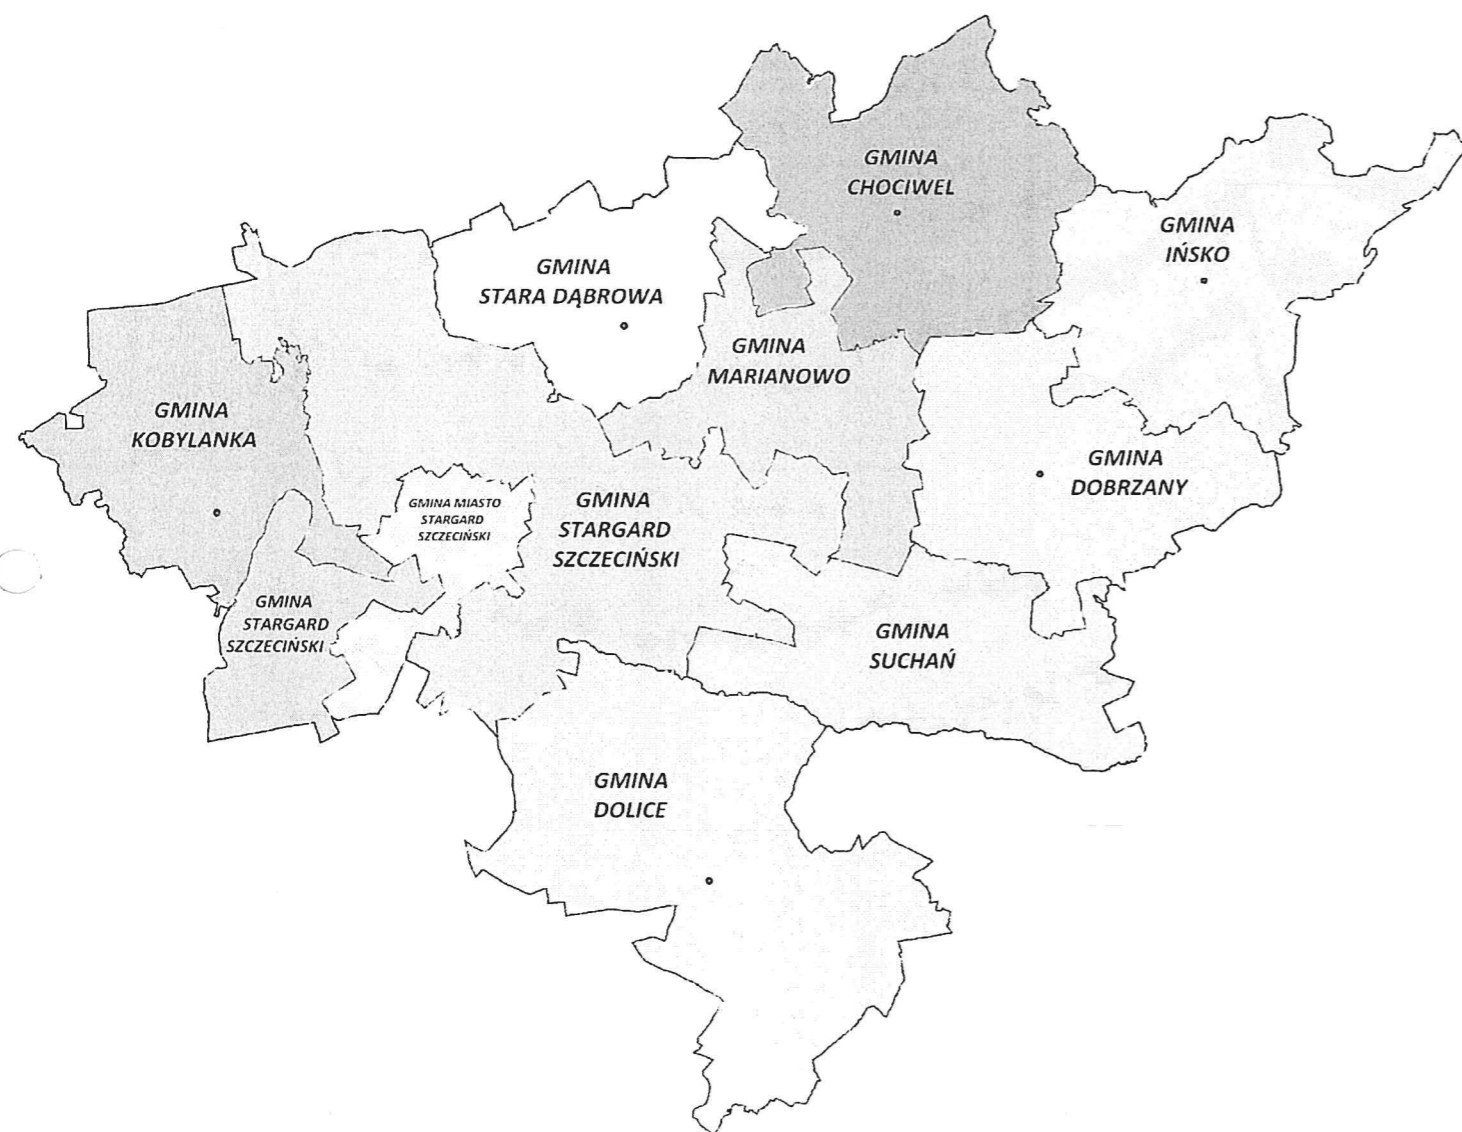 GMINA
CHOCIWEL
GMINA
IŃSKO
GMINA
STARA DĄBROWA
GMINA
MARIANOWO
GMINA
KOBYLANKA
GMINA
DOBRZANY
GMINA MIASTO
STARGARD
SZCZECIŃSKI
GMINA
STARGARD
SZCZECIŃSKI
GMINA
STARGARD
SZCZECIŃSKI
GMINA
SUCHAŃ
GMINA
DOLICE